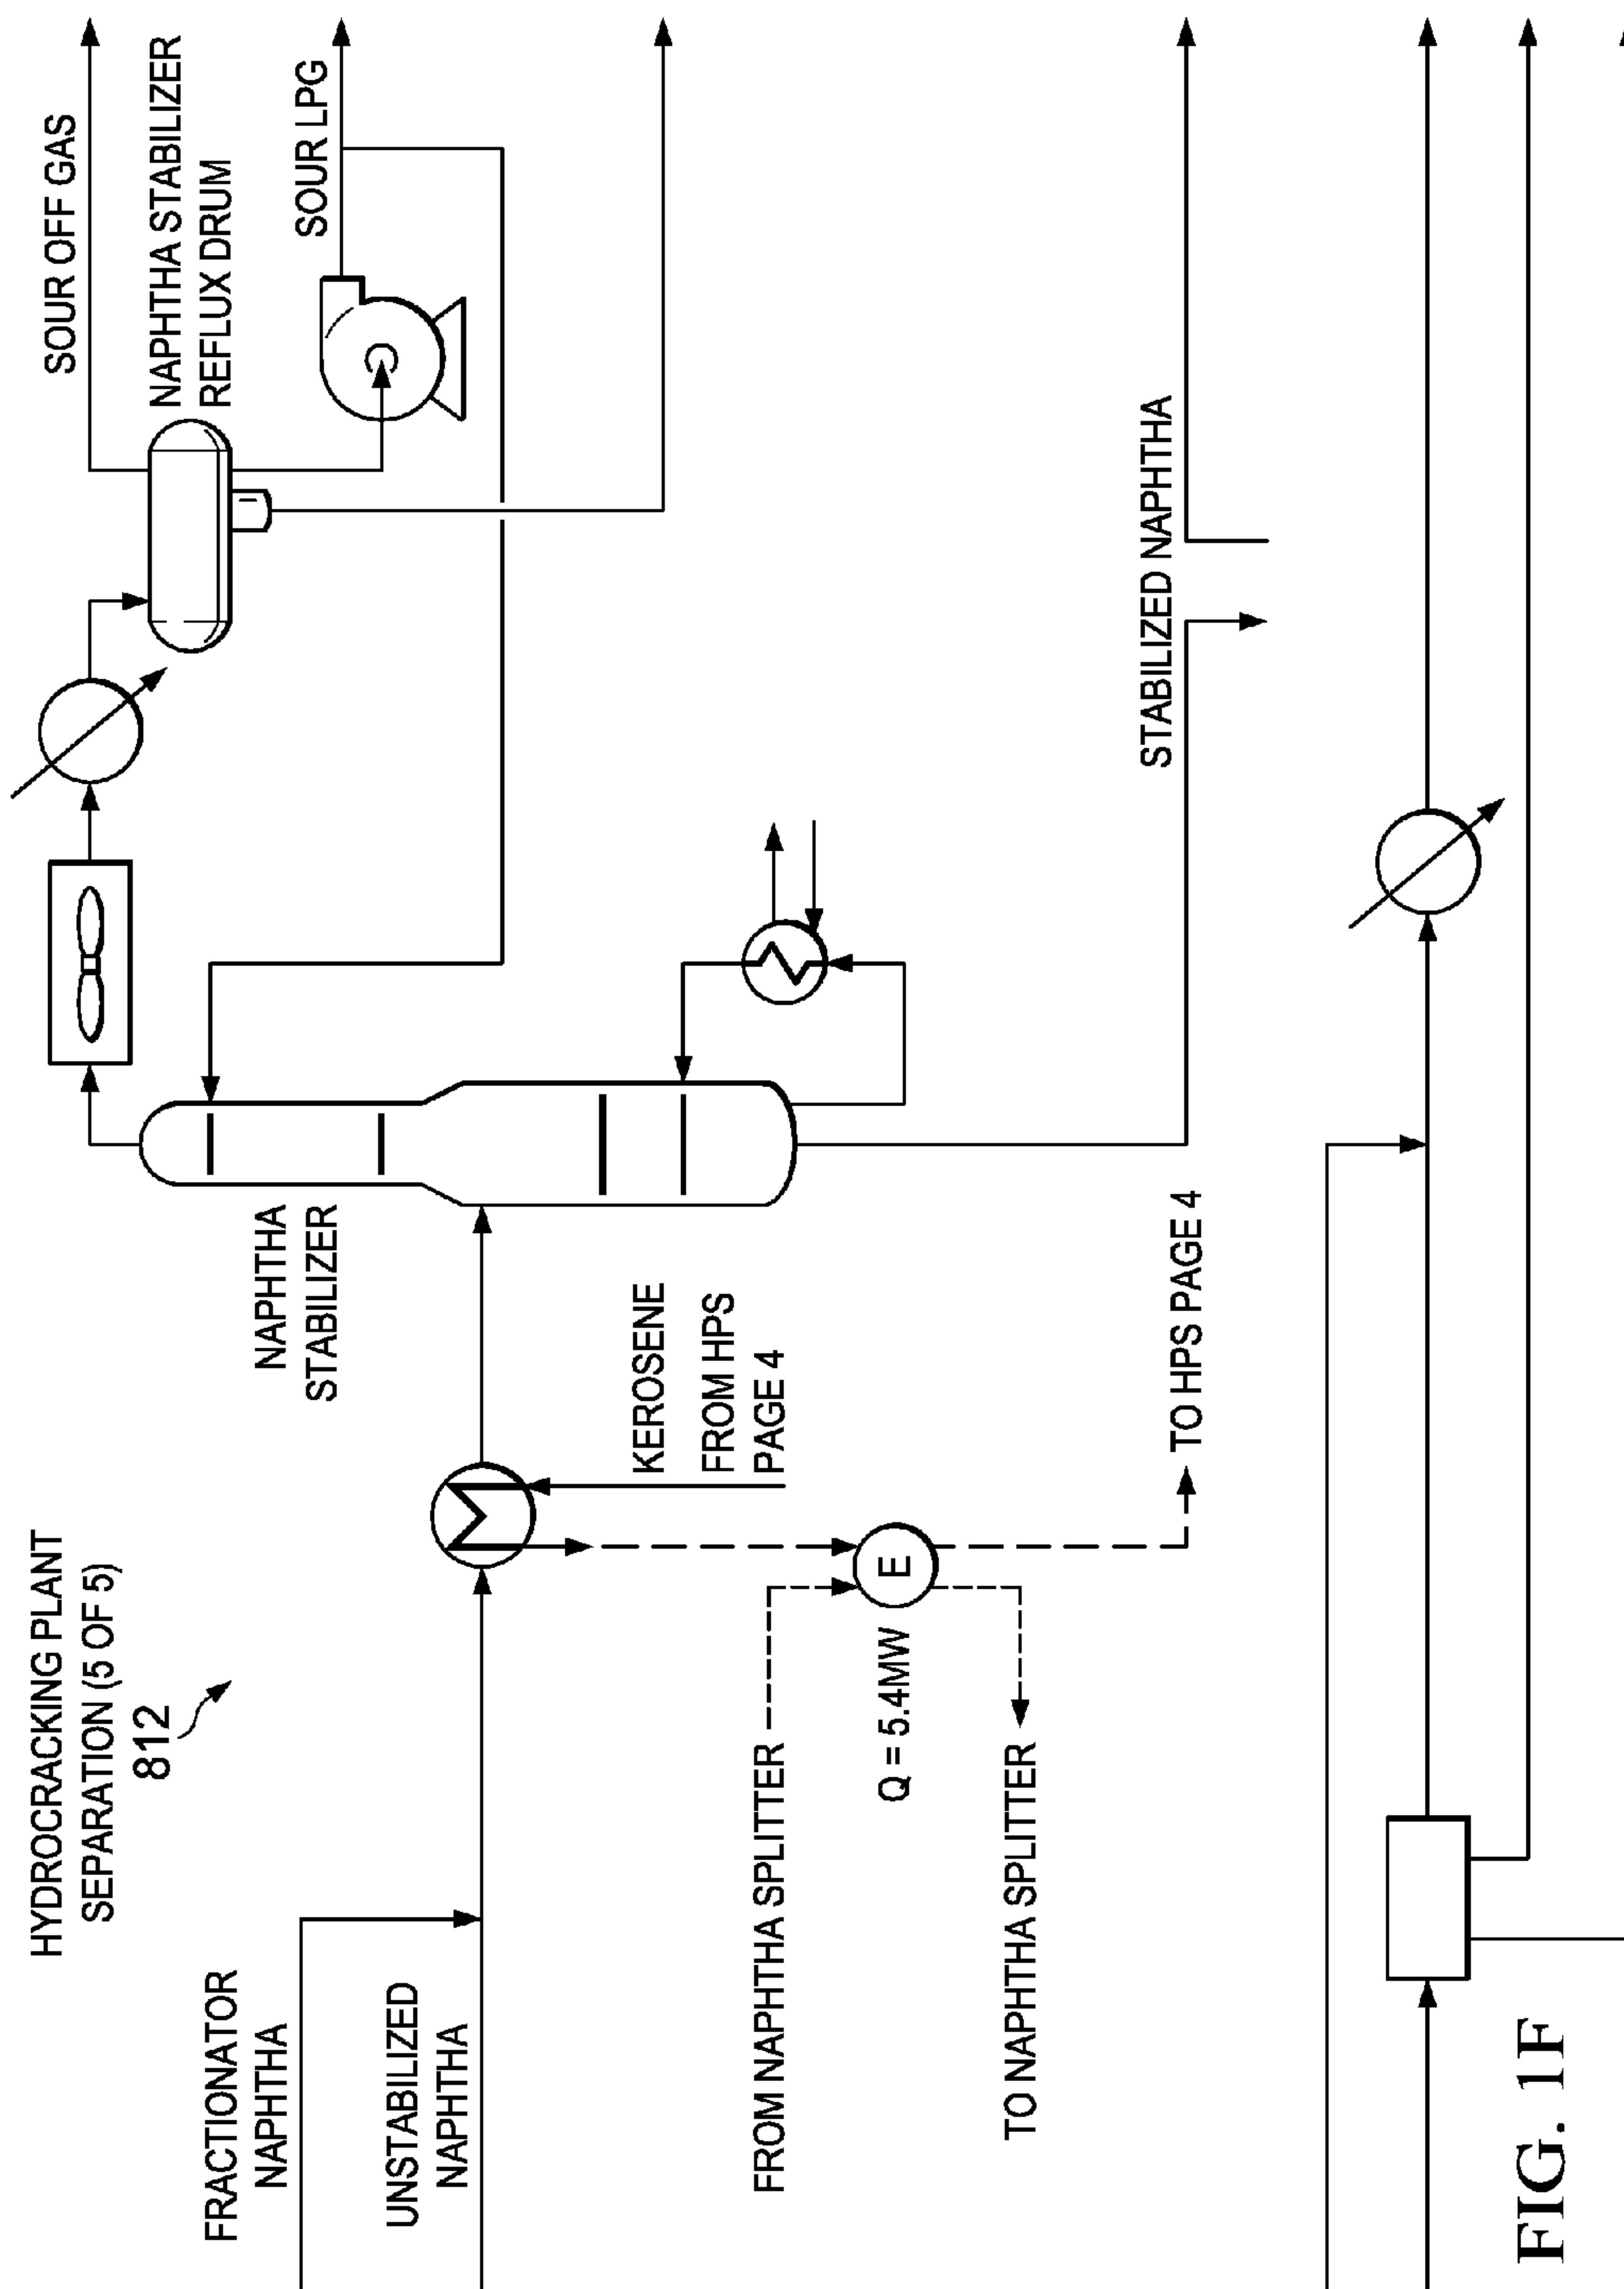 HYDROCRACKING PLANT
SEPARATION (5 OF 5)
812
SOUR OFF GAS
NAPHTHA STABILIZER
REFLUX DRUM
SOUR LPG
FRACTIONATOR
NAPHTHA
UNSTABILIZED
NAPHTHA
NAPHTHA
STABILIZER
KEROSENE
FROM HPS
PAGE 4
FROM NAPHTHA SPLITTER
E
Q = 5.4MW
TO NAPHTHA SPLITTER
TO HPS PAGE 4
STABILIZED NAPHTHA
FIG. 1F